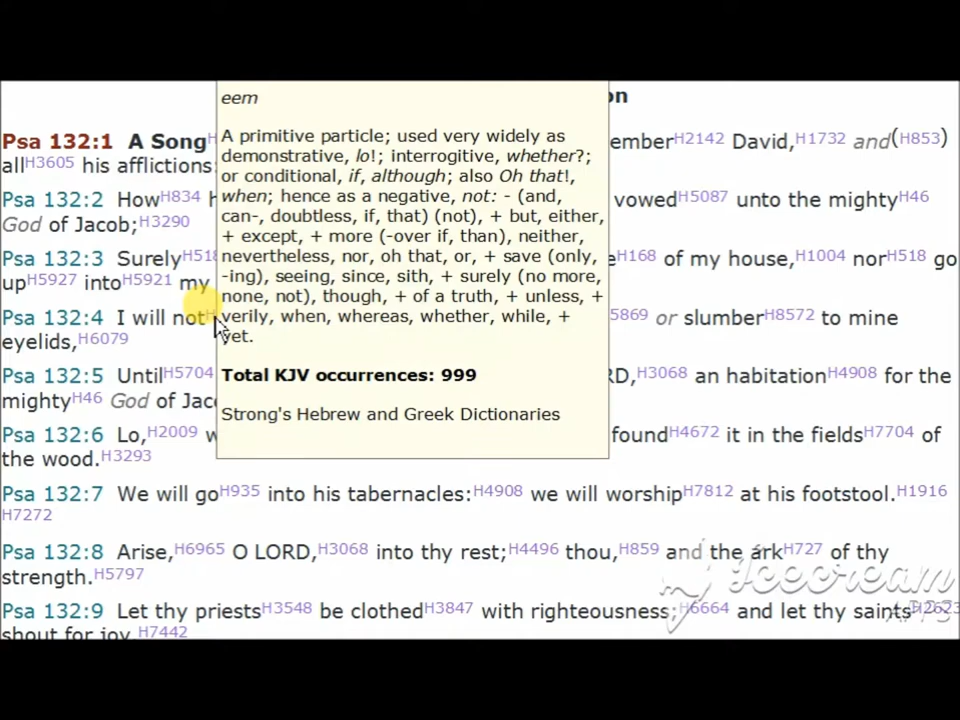 eem
on
A primitive particle; used very widely as
demonstrative, lo!; interrogitive, whether?;
or conditional, if, although; also Oh that!,
when; hence as a negative, not: - (and,
can-, doubtless, if, that) (not), + but, either,
+ except, + more (-over if, than), neither,
nevertheless, nor, oh that, or, + save (only,
-ing), seeing, since, sith, + surely (no more,
none, not), though, + of a truth, + unless, +
verily, when, whereas, whether, while, +
yet.
Total KJV occurrences: 999
Strong's Hebrew and Greek Dictionaries
Psa 132:1 A Song ember H2142 David, H1732 and( H853)
all H3605 his afflictions:
Psa 132:2 How H834 h vowed H5087 unto the mighty H46
God of Jacob; H3290
Psa 132:3 Surely H518 e H168 of my house, H1004 nor H518 go
up H5927 into H5921 my
Psa 132:4 I will not H 5869 or slumber H8572 to mine
eyelids, H6079
Psa 132:5 Until H5704 RD, H3068 an habitation H4908 for the
mighty H46 God of Jaco
Psa 132:6 Lo, H2009 w found H4672 it in the fields H7704 of
the wood. H3293
Psa 132:7 We will go H935 into his tabernacles: H4908 we will worship H7812 at his footstool. H1916
H7272
Psa 132:8 Arise, H6965 O LORD, H3068 into thy rest; H4496 thou, H859 and the ark H727 of thy
strength. H5797
Psa 132:9 Let thy priests H3548 be clothed H3847 with righteousness; H6664 and let thy saints H2623
shout for joy. H7442
Icecream
APPS